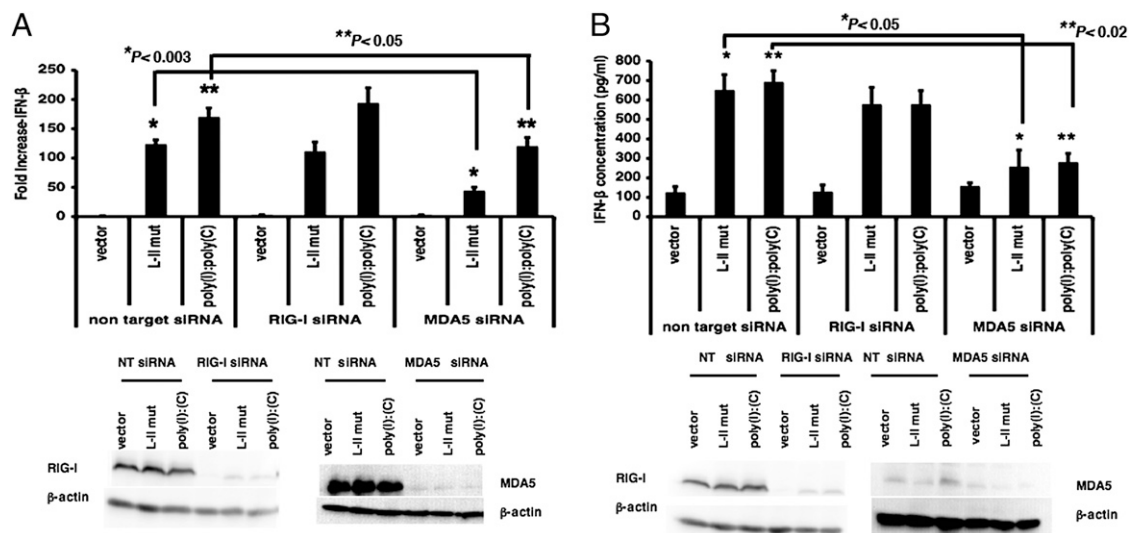 A
**P< 0.05
*P< 0.003
Fold Increase-IFN-β
250
200
150
100
50
0
vector
L-II mut
poly(I):poly(C)
vector
L-II mut
poly(I):poly(C)
vector
L-II mut
poly(I):poly(C)
* ** * **
non target siRNA RIG-I siRNA MDA5 siRNA
NT siRNA RIG-I siRNA NT siRNA MDA5 siRNA
vector
L-II mut
poly(I):(C)
vector
L-II mut
poly(I):(C)
vector
L-II mut
poly(I):(C)
vector
L-II mut
poly(I):(C)
RIG-I
β-actin
MDA5
β-actin
B
*P< 0.05
**P< 0.02
IFN-β concentration (pg/ml)
800
700
600
500
400
300
200
100
0
* ** * **
vector
L-II mut
poly(I):poly(C)
vector
L-II mut
poly(I):poly(C)
vector
L-II mut
poly(I):poly(C)
non target siRNA RIG-I siRNA MDA5 siRNA
NT siRNA RIG-I siRNA NT siRNA MDA5 siRNA
vector
L-II mut
poly(I):(C)
vector
L-II mut
poly(I):(C)
vector
L-II mut
poly(I):(C)
vector
L-II mut
poly(I):(C)
RIG-I
β-actin
MDA5
β-actin